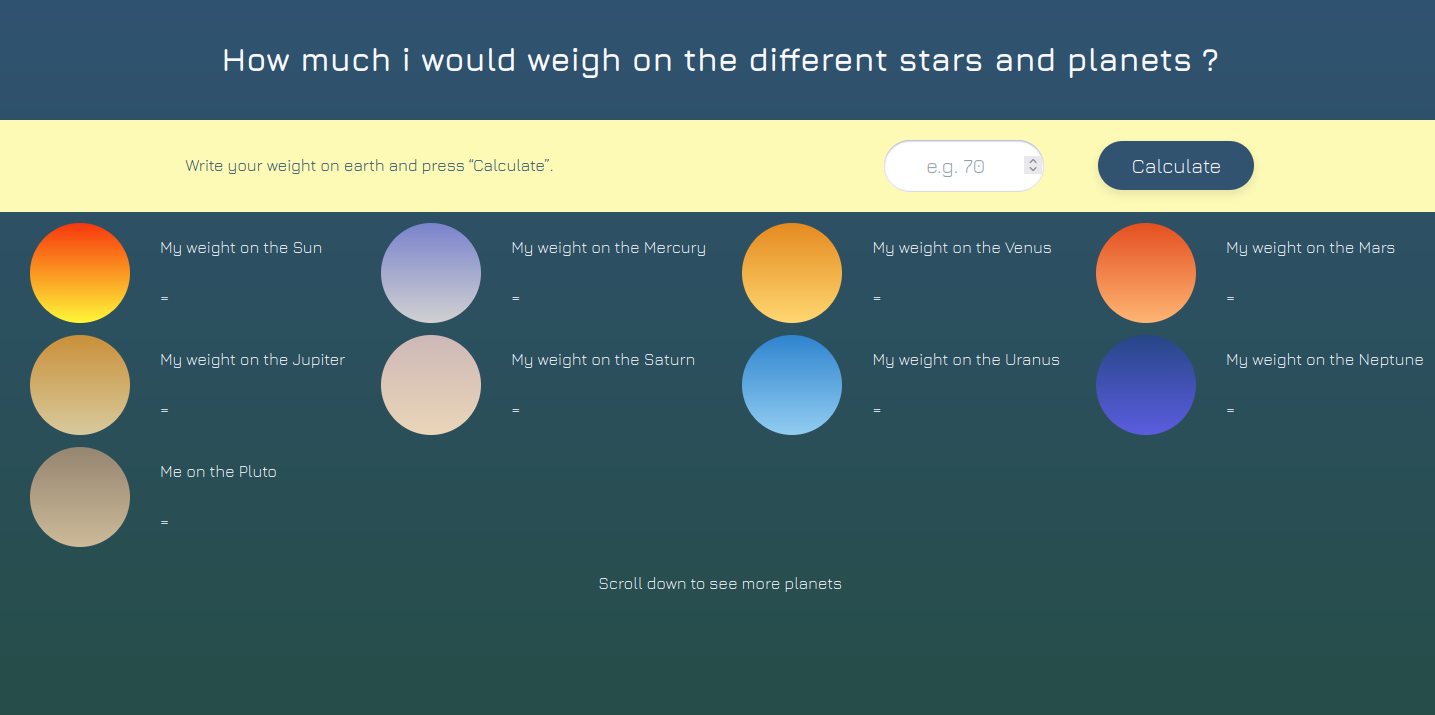 How much i would weigh on the different stars and planets ?
Write your weight on earth and press “Calculate”.
e.g. 70
Calculate
My weight on the Sun
=
My weight on the Mercury
=
My weight on the Venus
=
My weight on the Mars
=
My weight on the Jupiter
=
My weight on the Saturn
=
My weight on the Uranus
=
My weight on the Neptune
=
Me on the Pluto
=
Scroll down to see more planets